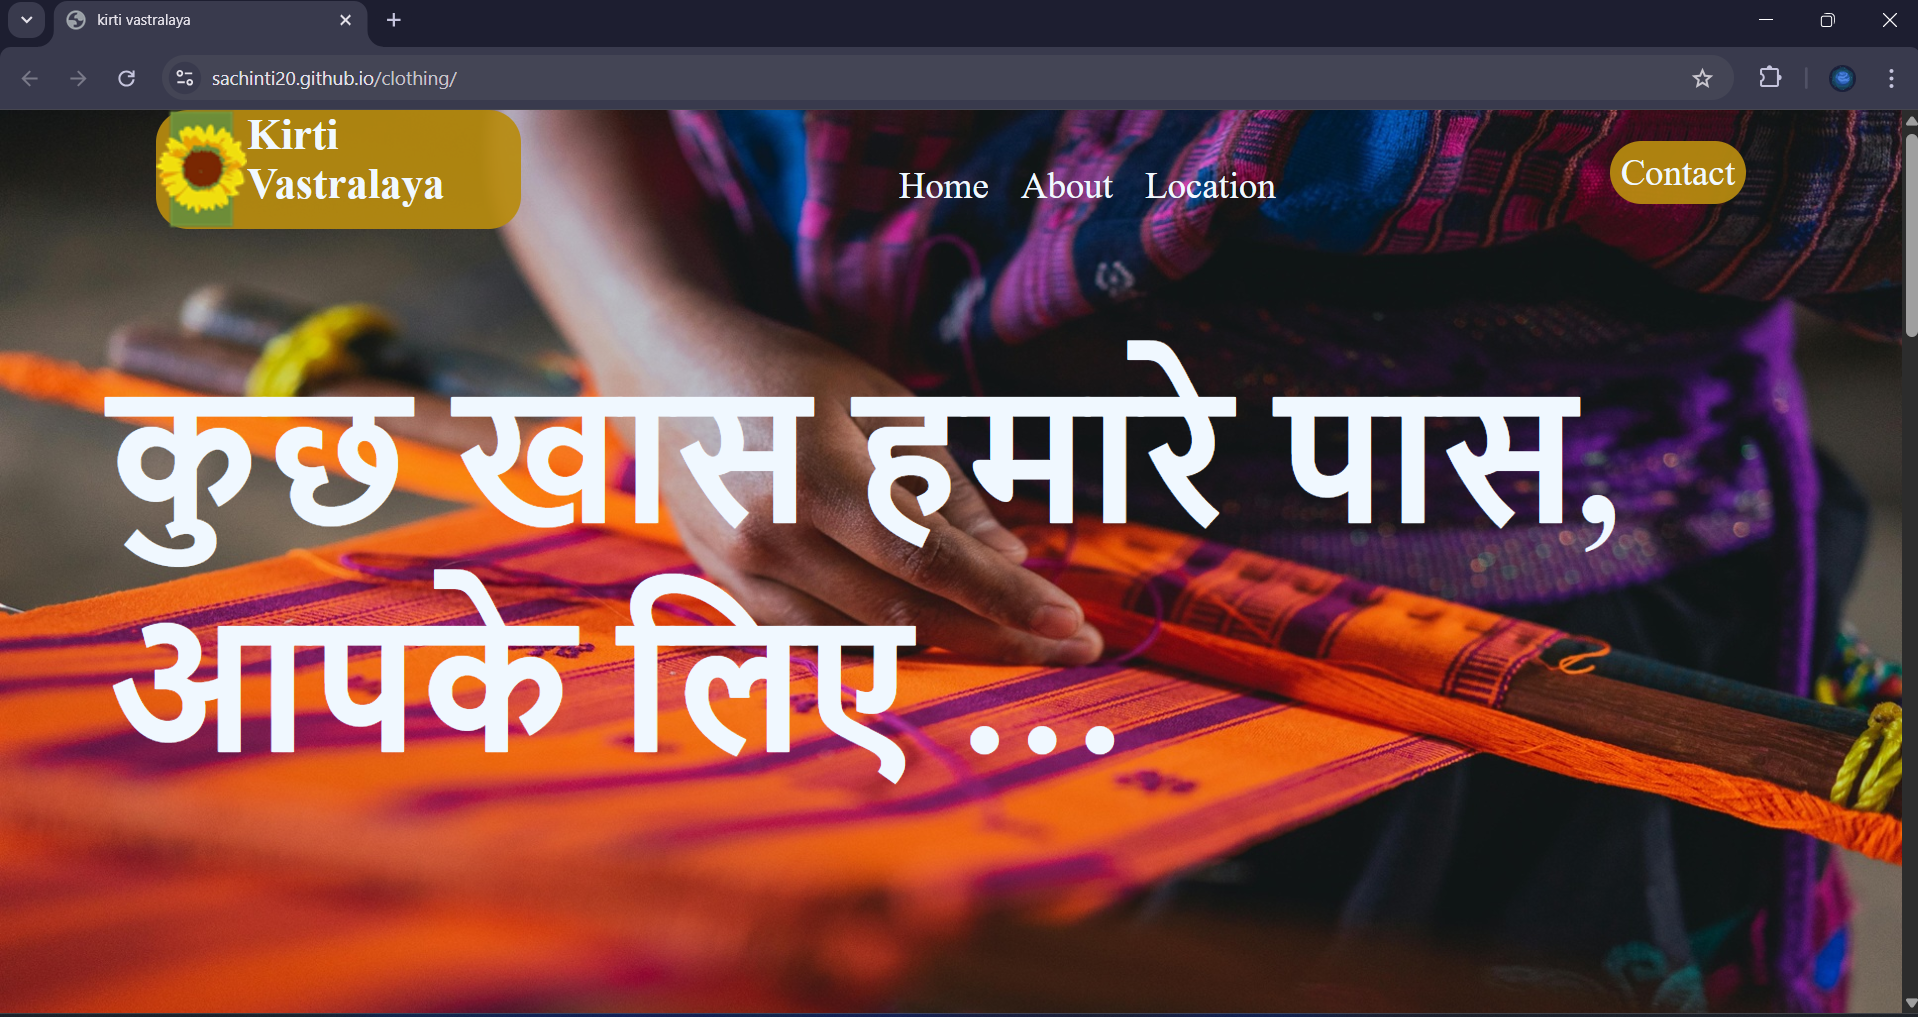 kirti vastralaya
sachinti20.github.io/clothing/
Kirti
Vastralaya
Home About Location
Contact
कुछ खास हमारे पास,
आपके लिए ...